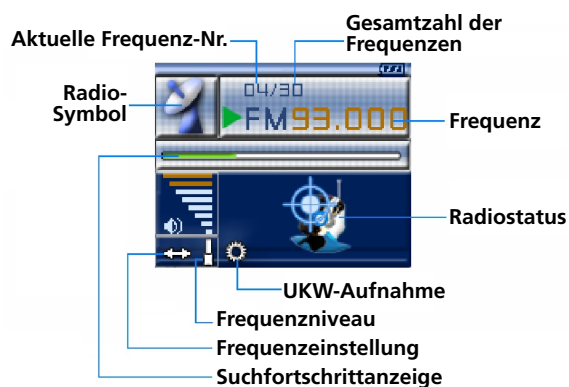 Gesamtzahl der
Frequenzen
Aktuelle Frequenz-Nr.
Radio-
Symbol
04/30
FM93.000
Frequenz
Radiostatus
UKW-Aufnahme
Frequenzniveau
Frequenzeinstellung
Suchfortschrittanzeige